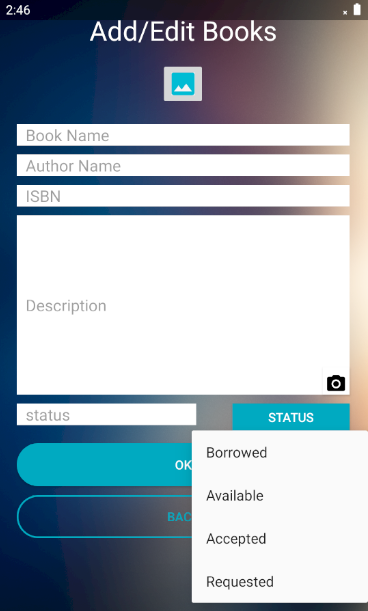 2:46
Add/Edit Books
Book Name
Author Name
ISBN
Description
status
STATUS
OK
BAC
Borrowed
Available
Accepted
Requested